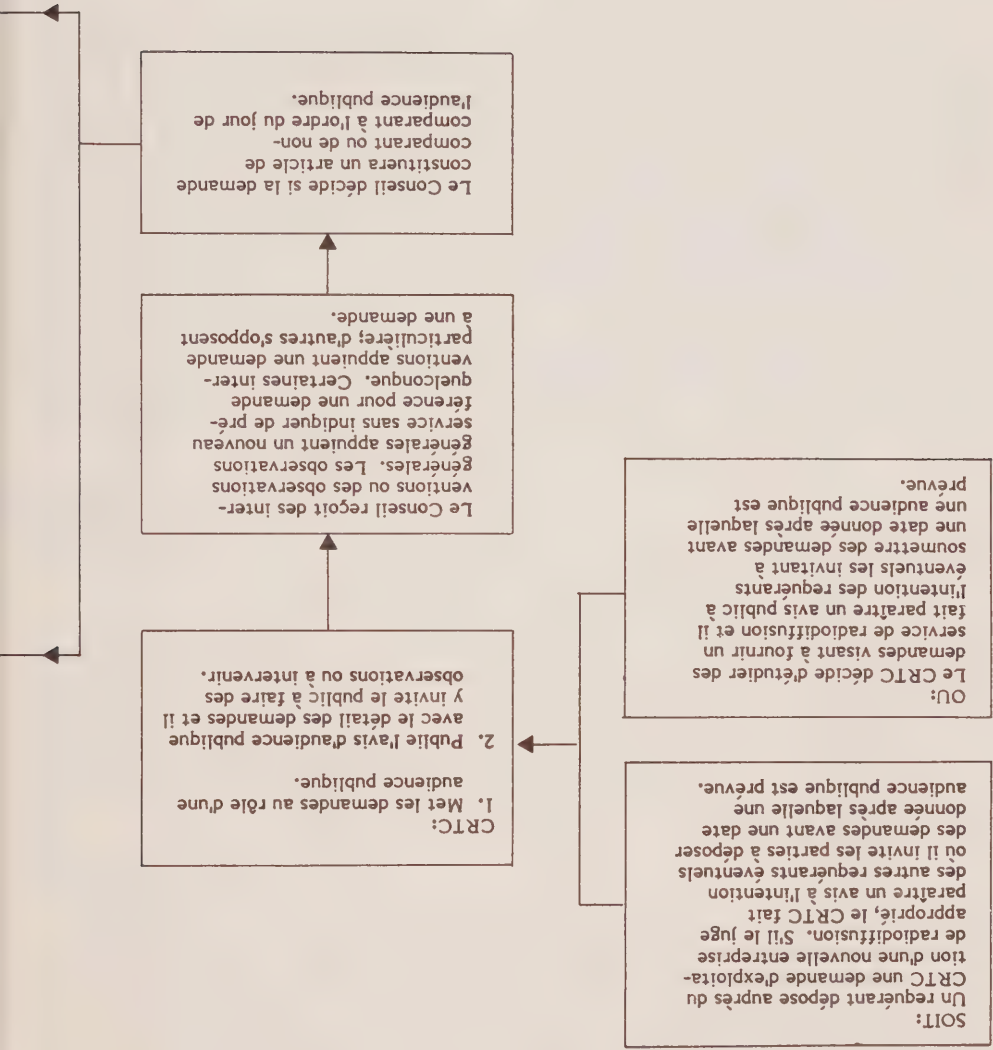 SOIT:
Un requérant dépose auprès du
CRTC une demande d'exploita-
tion d'une nouvelle entreprise
de radiodiffusion. S'il le juge
approprié, le CRTC fait
paraître un avis à l'intention
des autres requérants éventuels
où il invite les parties à déposer
des demandes avant une date
donnée après laquelle une
audience publique est prévue.
OU:
Le CRTC décide d'étudier des
demandes visant à fournir un
service de radiodiffusion et il
fait paraître un avis public à
l'intention des requérants
éventuels les invitant à
soumettre des demandes avant
une date donnée après laquelle
une audience publique est
prévue.
CRTC:
1. Met les demandes au rôle d'une
audience publique.
2. Publie l'avis d'audience publique
avec le détail des demandes et il
y invite le public à faire des
observations ou à intervenir.
Le Conseil reçoit des inter-
ventions ou des observations
générales. Les observations
générales appuient un nouveau
service sans indiquer de pré-
férence pour une demande
quelconque. Certaines inter-
ventions appuient une demande
particulière; d'autres s'opposent
à une demande.
Le Conseil décide si la demande
constituera un article de
comparant ou de non-
comparant à l'ordre du jour de
l'audience publique.